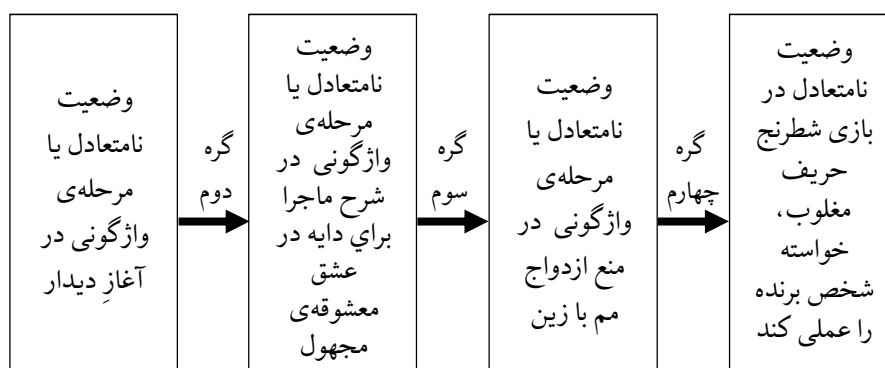 وضعیت
نامتعادل یا
مرحله‌ی
واژگونی در
آغازِ دیدار
گره
دوم
وضعیت
نامتعادل یا
مرحله‌ی
واژگونی در
شرح ماجرا
براي دایه در
عشق
معشوقه‌ی
مجهول
گره
سوم
وضعیت
نامتعادل یا
مرحله‌ی
واژگونی در
منع ازدواج
مم با زین
گره
چهارم
وضعیت
نامتعادل در
بازی شطرنج
حریف
مغلوب،
خواسته
شخص برنده
را عملی کند